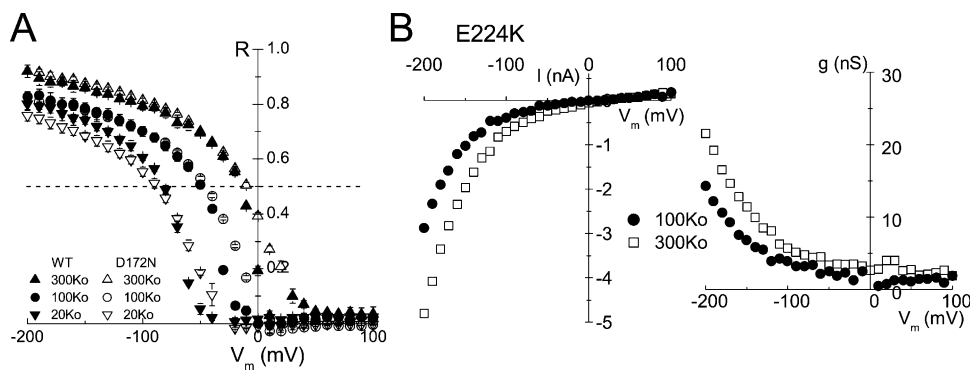 A
R
1.0
0.8
0.6
0.4
0.2
WT D172N
300Ko 300Ko
100Ko 100Ko
20Ko 20Ko
-200 -100 0 100
Vm (mV)
B E224K
-200 -100 0 100
I (nA)
Vm (mV)
-1
-2
-3
-4
-5
100Ko
300Ko
g (nS)
30
20
10
-200 -100 0 100
Vm (mV)